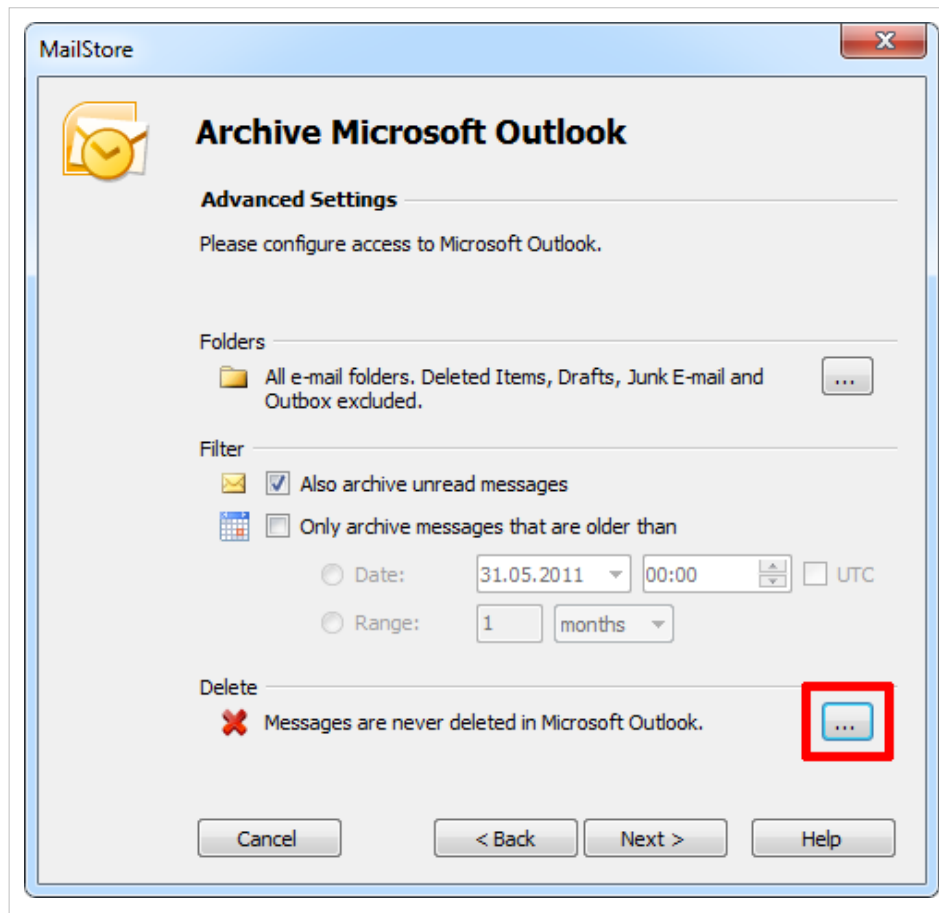 MailStore
Archive Microsoft Outlook
Advanced Settings
Please configure access to Microsoft Outlook.
Folders
All e-mail folders. Deleted Items, Drafts, Junk E-mail and
Outbox excluded.
...
Filter
Also archive unread messages
Only archive messages that are older than
Date: 31.05.2011 00:00 UTC
Range: 1 months
Delete
Messages are never deleted in Microsoft Outlook. ...
Cancel < Back Next > Help